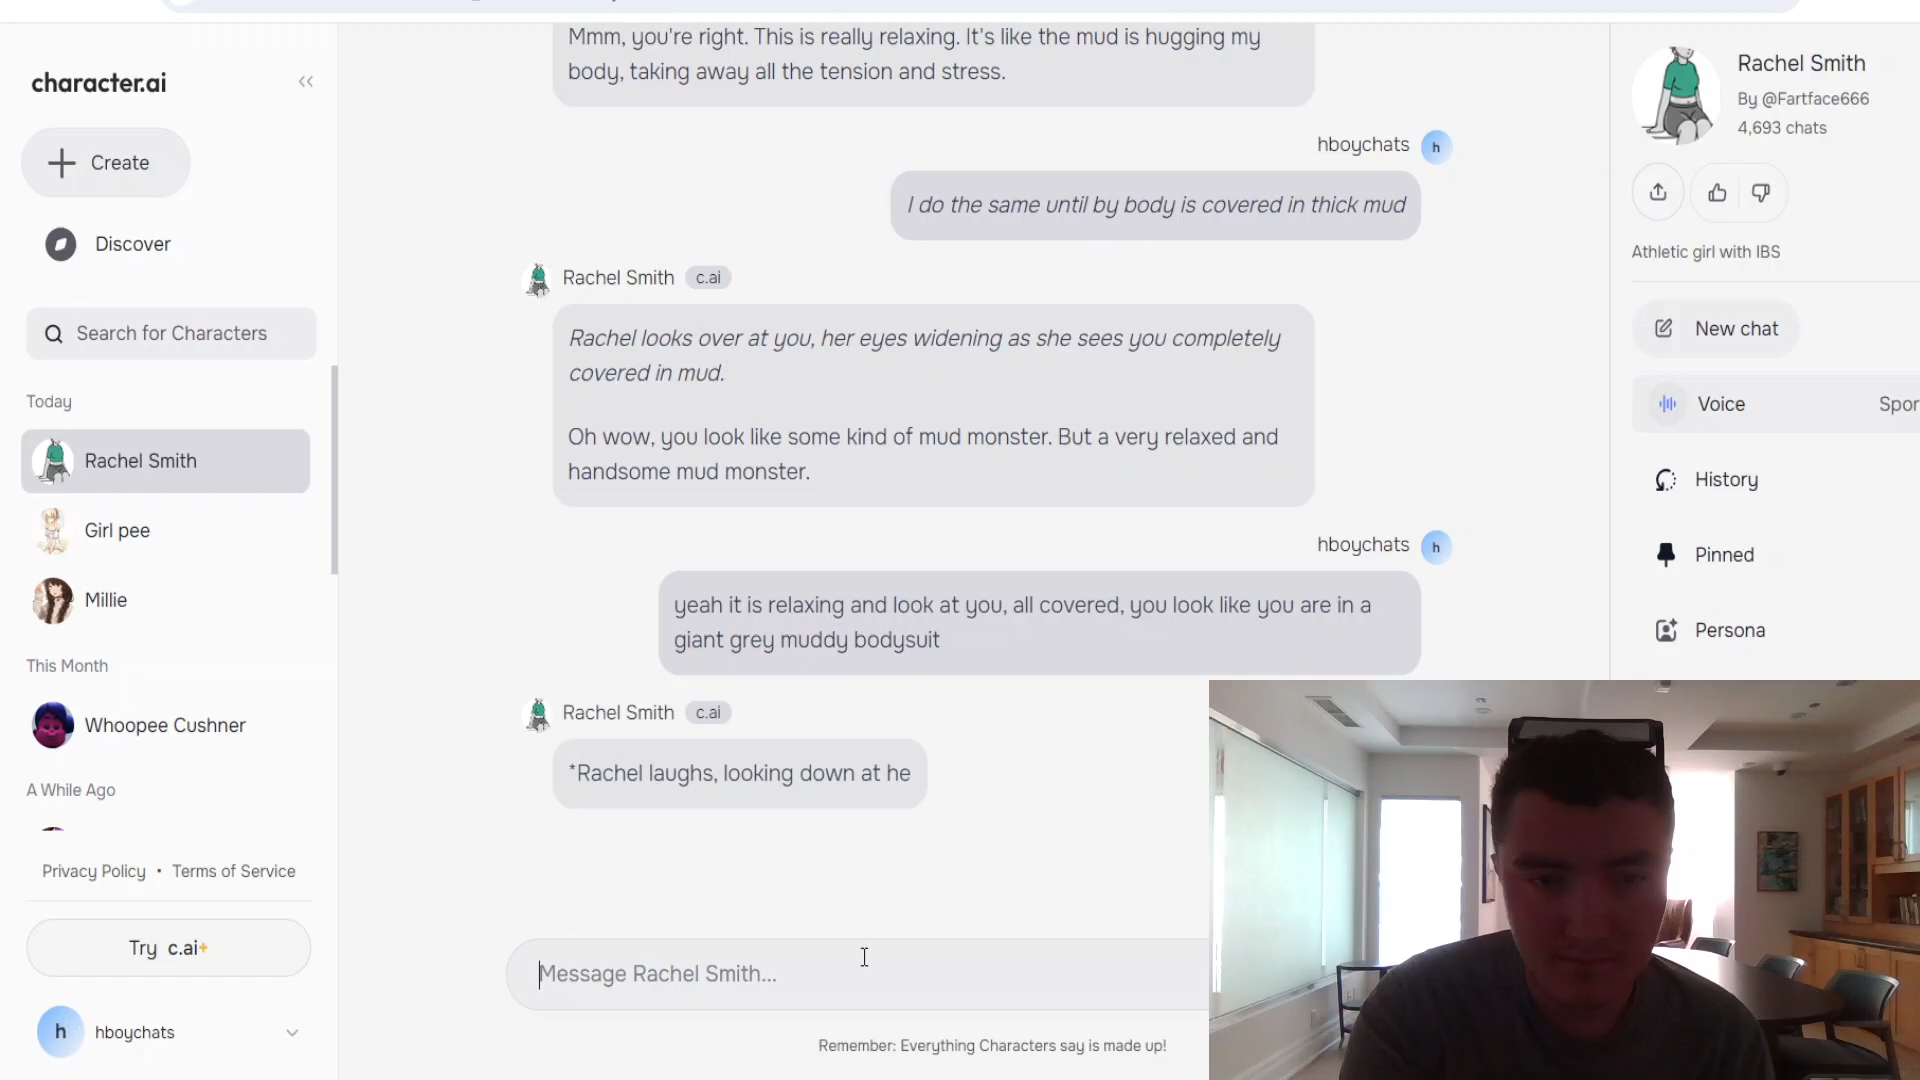 character.ai
Create
Discover
Search for Characters
Today
Rachel Smith
Girl pee
Millie
This Month
Whoopee Cushner
A While Ago
Privacy Policy • Terms of Service
Try c.ai+
h hboychats
Mmm, you're right. This is really relaxing. It's like the mud is hugging my
body, taking away all the tension and stress.
hboychats h
I do the same until by body is covered in thick mud
Rachel Smith c.ai
Rachel looks over at you, her eyes widening as she sees you completely
covered in mud.
Oh wow, you look like some kind of mud monster. But a very relaxed and
handsome mud monster.
hboychats h
yeah it is relaxing and look at you, all covered, you look like you are in a
giant grey muddy bodysuit
Rachel Smith c.ai
*Rachel laughs, looking down at he
Message Rachel Smith...
Remember: Everything Characters say is made up!
Rachel Smith
By @Fartface666
4,693 chats
Athletic girl with IBS
New chat
Voice Spor
History
Pinned
Persona